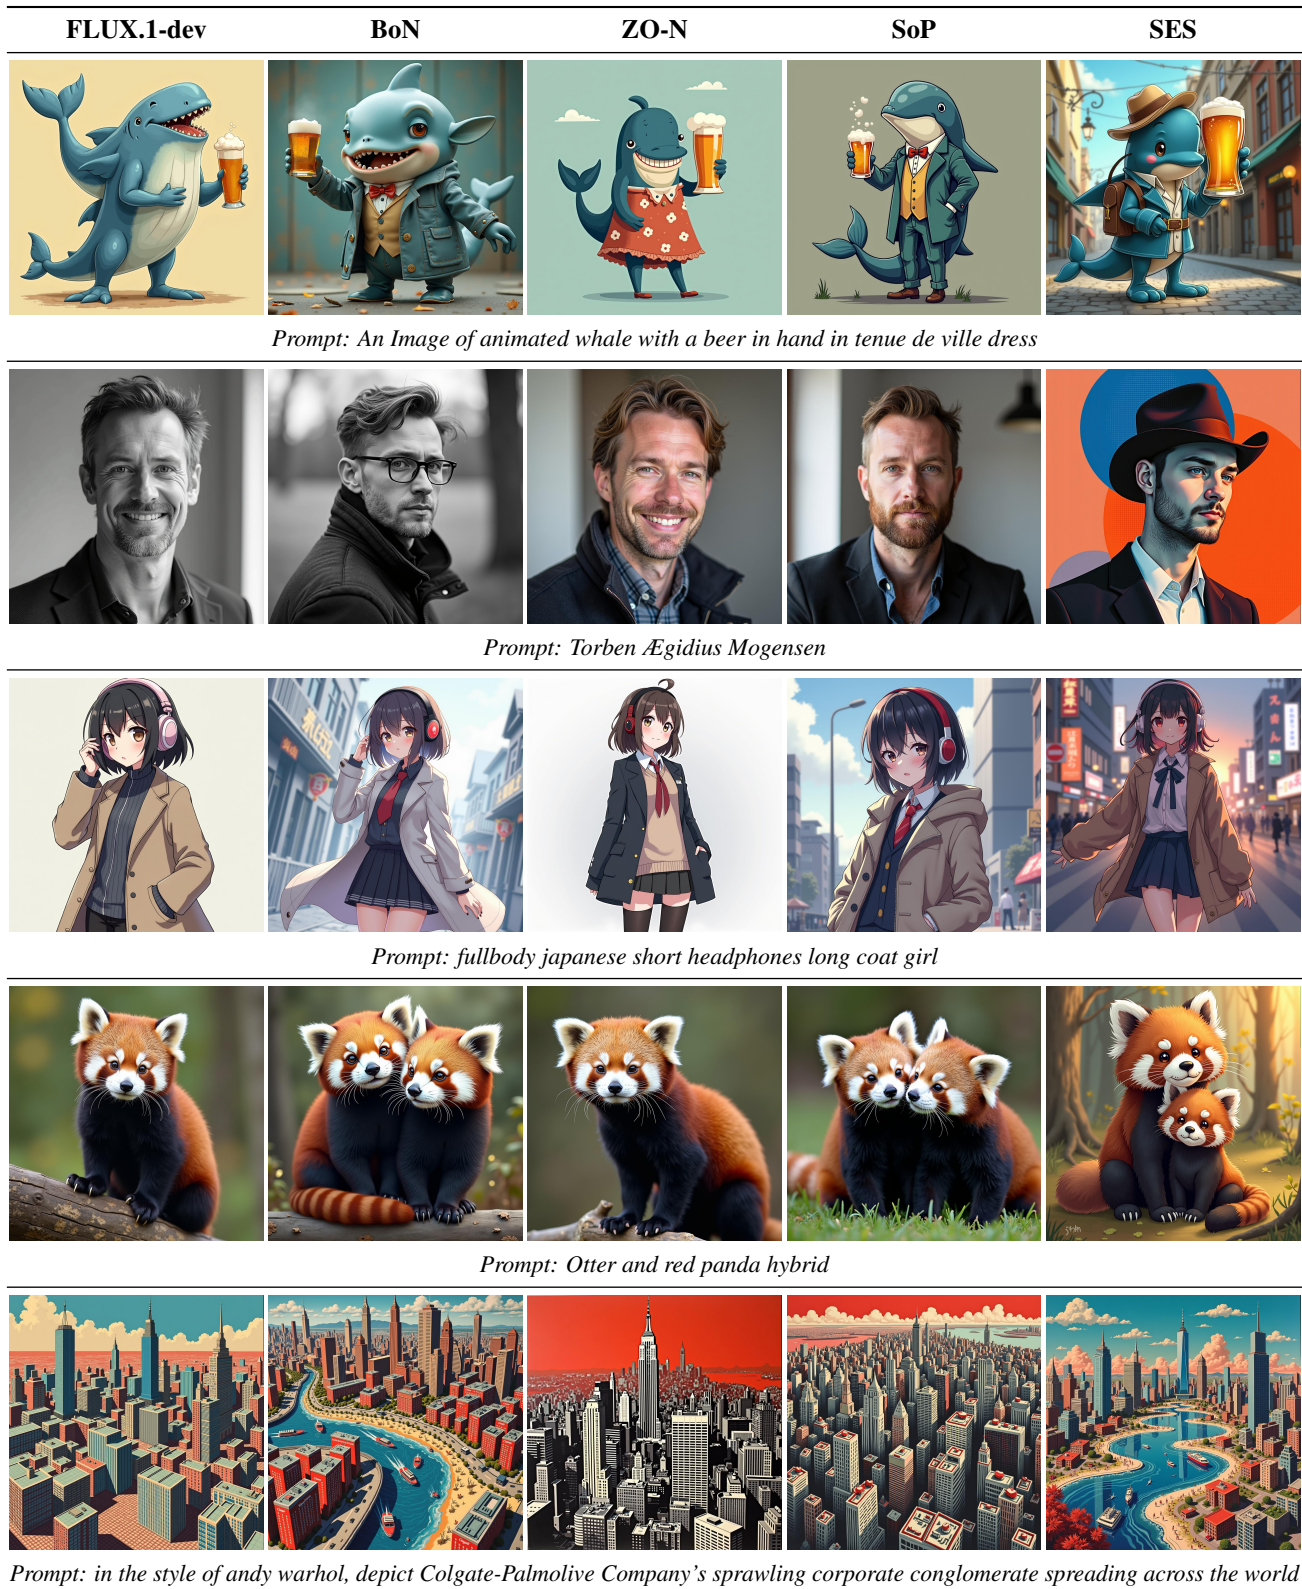 FLUX.1-dev BoN ZO-N SoP SES
Prompt: An Image of animated whale with a beer in hand in tenue de ville dress
Prompt: Torben Ægidius Mogensen
Prompt: fullbody japanese short headphones long coat girl
Prompt: Otter and red panda hybrid
Prompt: in the style of andy warhol, depict Colgate-Palmolive Company's sprawling corporate conglomerate spreading across the world